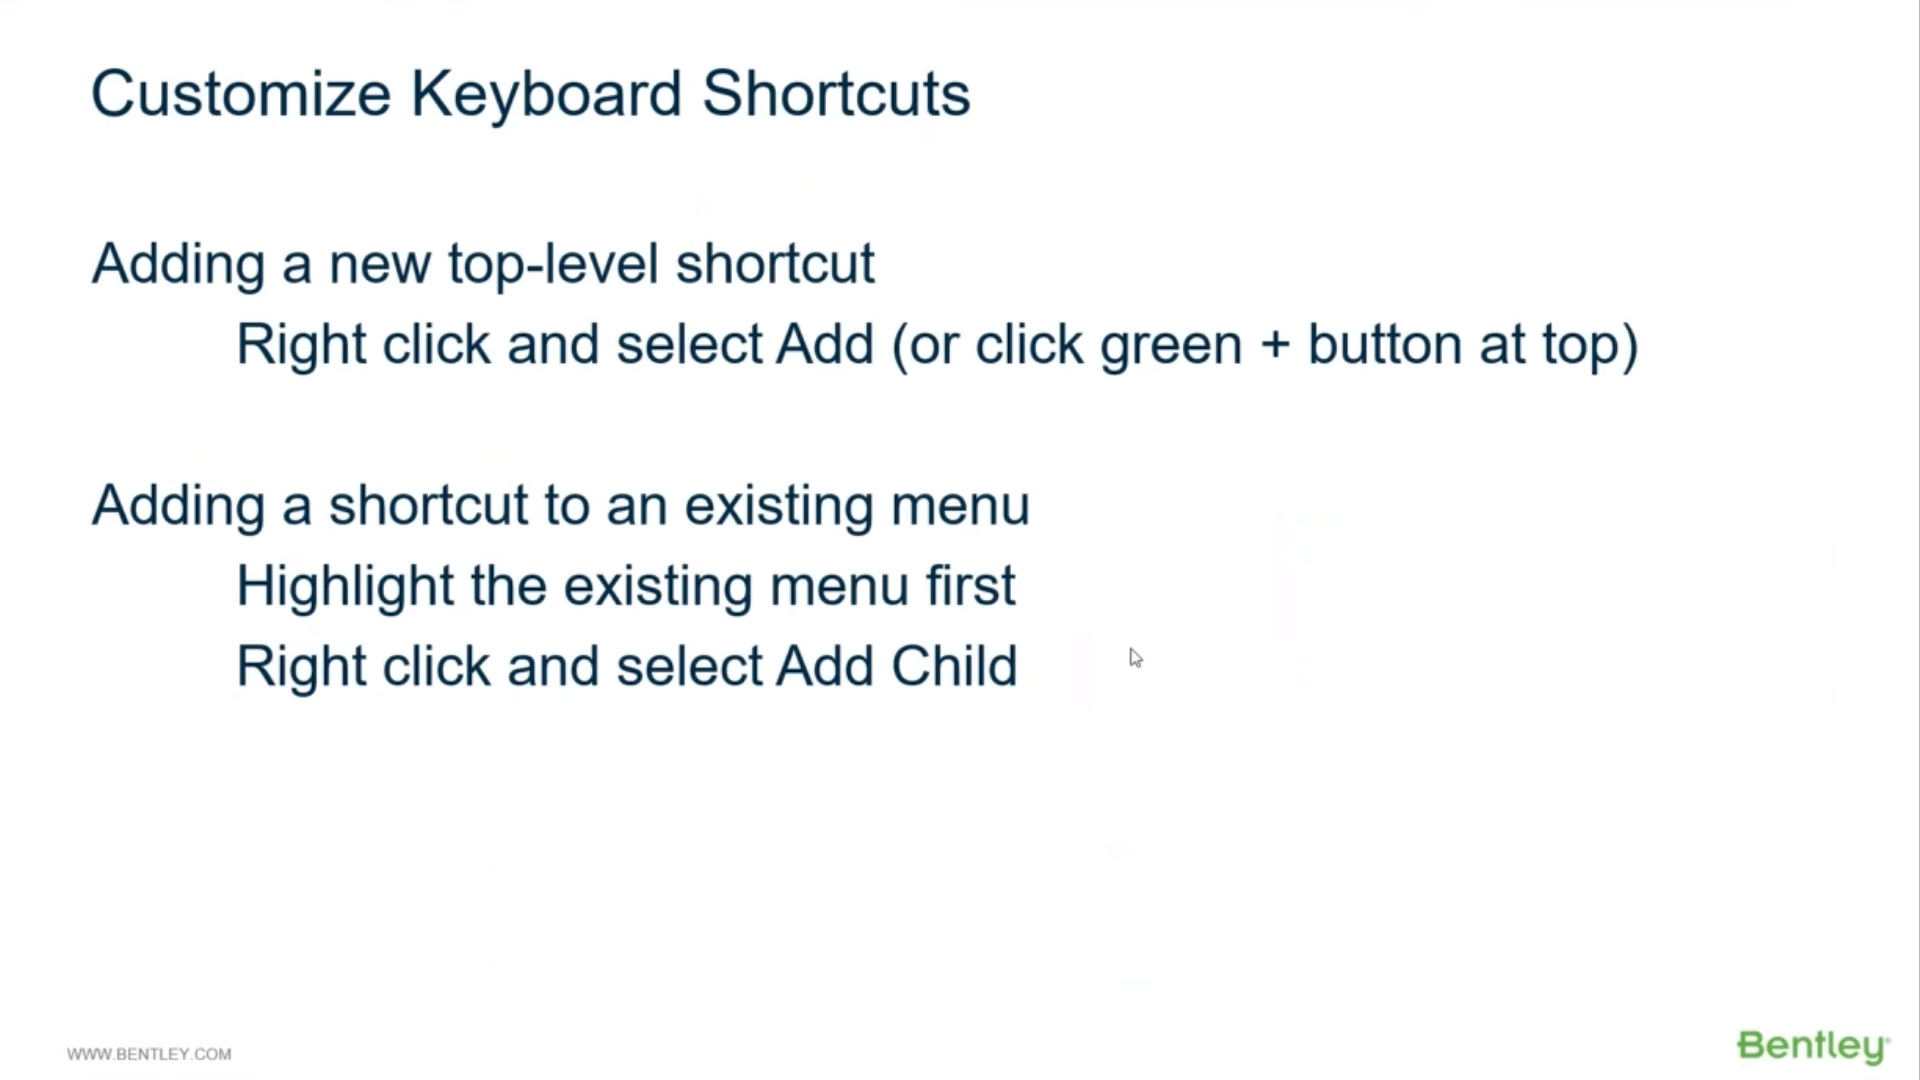 Customize Keyboard Shortcuts
Adding a new top-level shortcut
Right click and select Add (or click green + button at top)
Adding a shortcut to an existing menu
Highlight the existing menu first
Right click and select Add Child
WWW.BENTLEY.COM
Bentley®